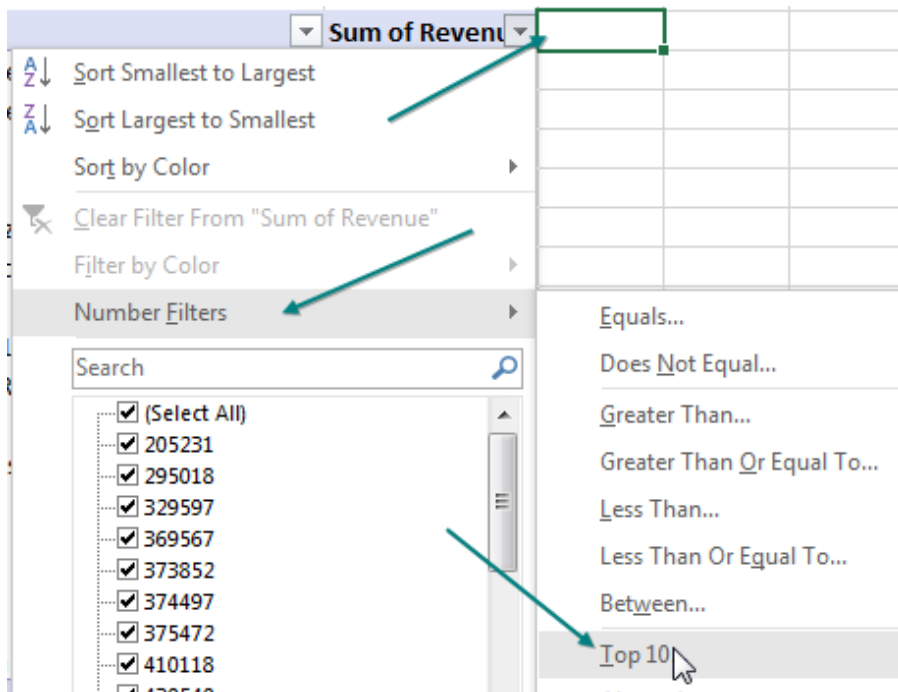 Sum of Revenu
Sort Smallest to Largest
Sort Largest to Smallest
Sort by Color
Clear Filter From "Sum of Revenue"
Filter by Color
Number Filters
Search
(Select All)
205231
295018
329597
369567
373852
374497
375472
410118
Equals...
Does Not Equal...
Greater Than...
Greater Than Or Equal To...
Less Than...
Less Than Or Equal To...
Between...
Top 10